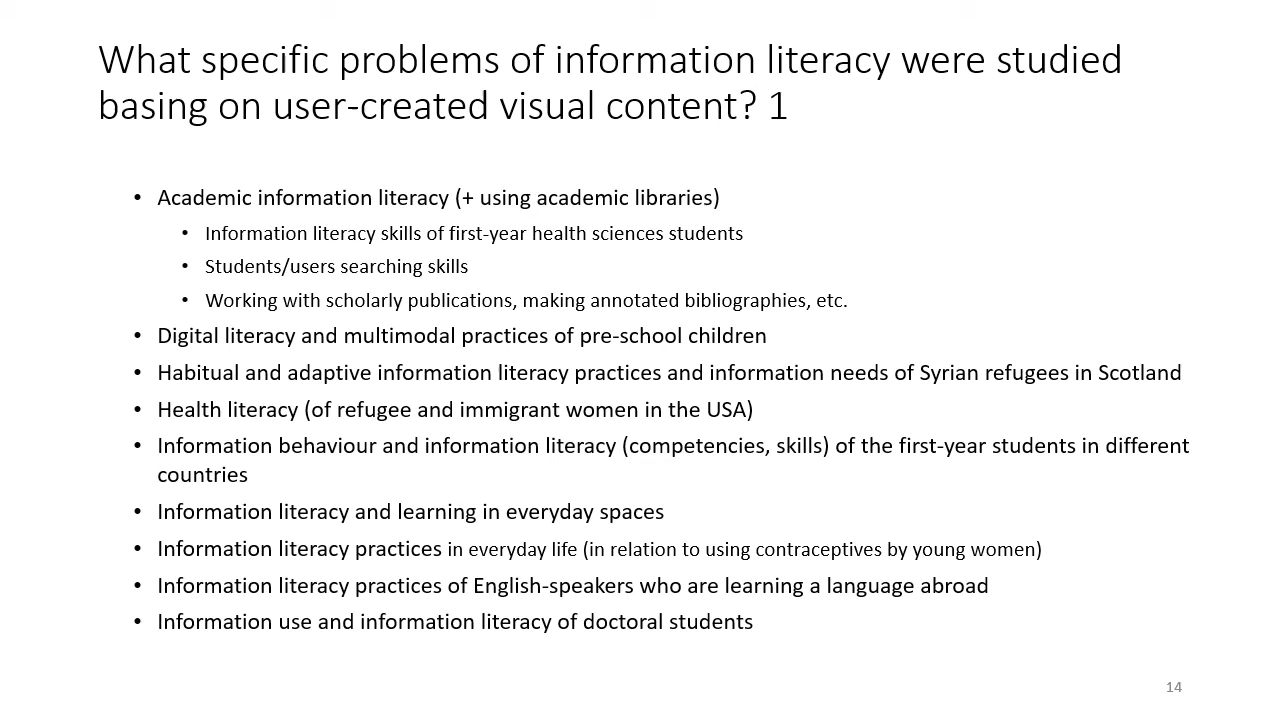 What specific problems of information literacy were studied
basing on user-created visual content? 1
• Academic information literacy (+ using academic libraries)
• Information literacy skills of first-year health sciences students
• Students/users searching skills
• Working with scholarly publications, making annotated bibliographies, etc.
• Digital literacy and multimodal practices of pre-school children
• Habitual and adaptive information literacy practices and information needs of Syrian refugees in Scotland
• Health literacy (of refugee and immigrant women in the USA)
• Information behaviour and information literacy (competencies, skills) of the first-year students in different
countries
• Information literacy and learning in everyday spaces
• Information literacy practices in everyday life (in relation to using contraceptives by young women)
• Information literacy practices of English-speakers who are learning a language abroad
• Information use and information literacy of doctoral students
14